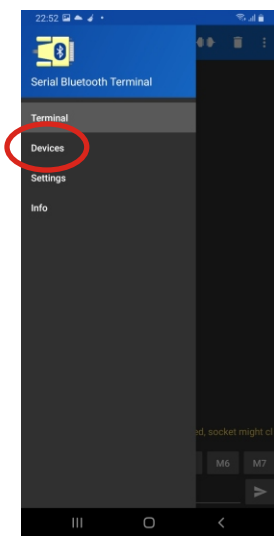 22:52
Serial Bluetooth Terminal
Terminal
Devices
Settings
Info
ed, socket might cl
M6 M7